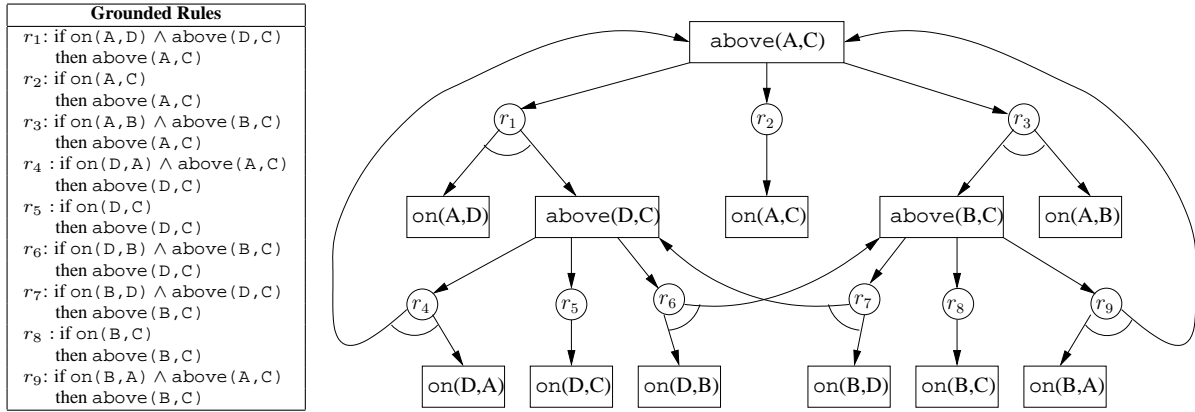 Grounded Rules
r₁: if on(A,D) ∧ above(D,C)
then above(A,C)
r₂: if on(A,C)
then above(A,C)
r₃: if on(A,B) ∧ above(B,C)
then above(A,C)
r₄ : if on(D,A) ∧ above(A,C)
then above(D,C)
r₅ : if on(D,C)
then above(D,C)
r₆: if on(D,B) ∧ above(B,C)
then above(D,C)
r₇: if on(B,D) ∧ above(D,C)
then above(B,C)
r₈ : if on(B,C)
then above(B,C)
r₉: if on(B,A) ∧ above(A,C)
then above(B,C)
above(A,C)
r₁ r₂ r₃
on(A,D) above(D,C) on(A,C) above(B,C) on(A,B)
r₄ r₅ r₆ r₇ r₈ r₉
on(D,A) on(D,C) on(D,B) on(B,D) on(B,C) on(B,A)